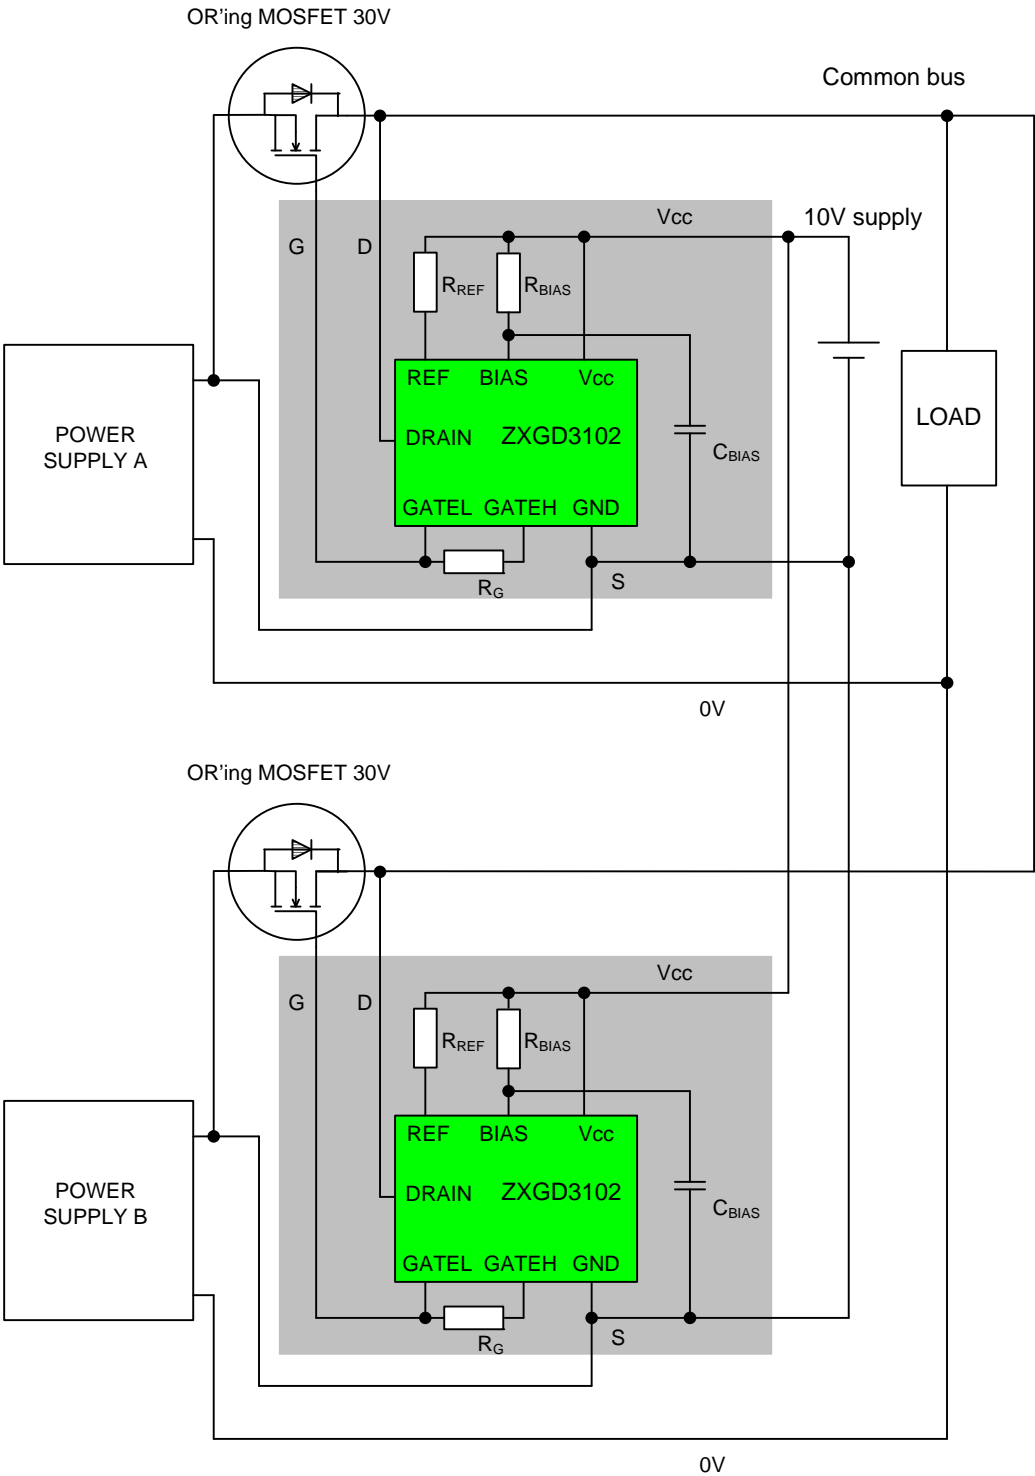 OR'ing MOSFET 30V
Common bus
Vcc
10V supply
G
D
RREF
RBIAS
REF
BIAS
Vcc
LOAD
POWER
SUPPLY A
DRAIN
ZXGD3102
CBIAS
GATEL
GATEH
GND
RG
S
0V
OR'ing MOSFET 30V
Vcc
G
D
RREF
RBIAS
REF
BIAS
Vcc
POWER
SUPPLY B
DRAIN
ZXGD3102
CBIAS
GATEL
GATEH
GND
RG
S
0V